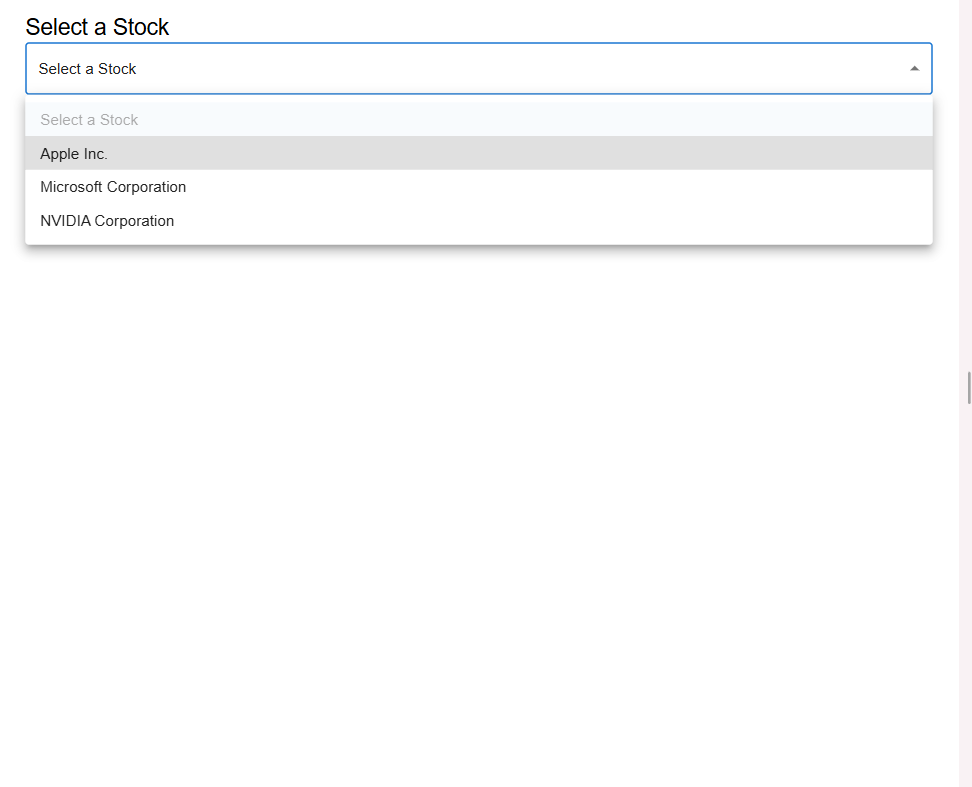 Select a Stock
Select a Stock
Select a Stock
Apple Inc.
Microsoft Corporation
NVIDIA Corporation